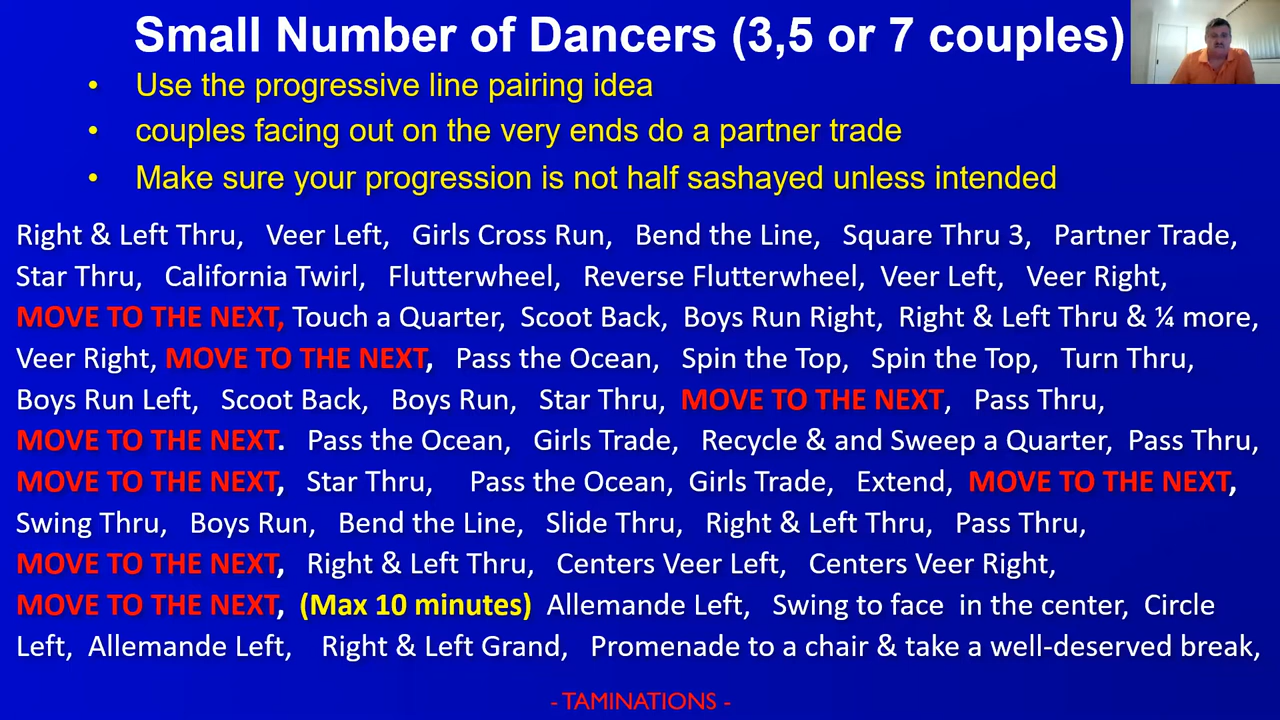 Small Number of Dancers (3,5 or 7 couples)
• Use the progressive line pairing idea
• couples facing out on the very ends do a partner trade
• Make sure your progression is not half sashayed unless intended
Right & Left Thru, Veer Left, Girls Cross Run, Bend the Line, Square Thru 3, Partner Trade,
Star Thru, California Twirl, Flutterwheel, Reverse Flutterwheel, Veer Left, Veer Right,
MOVE TO THE NEXT, Touch a Quarter, Scoot Back, Boys Run Right, Right & Left Thru & ¼ more,
Veer Right, MOVE TO THE NEXT, Pass the Ocean, Spin the Top, Spin the Top, Turn Thru,
Boys Run Left, Scoot Back, Boys Run, Star Thru, MOVE TO THE NEXT, Pass Thru,
MOVE TO THE NEXT. Pass the Ocean, Girls Trade, Recycle & and Sweep a Quarter, Pass Thru,
MOVE TO THE NEXT, Star Thru, Pass the Ocean, Girls Trade, Extend, MOVE TO THE NEXT,
Swing Thru, Boys Run, Bend the Line, Slide Thru, Right & Left Thru, Pass Thru,
MOVE TO THE NEXT, Right & Left Thru, Centers Veer Left, Centers Veer Right,
MOVE TO THE NEXT, (Max 10 minutes) Allemande Left, Swing to face in the center, Circle
Left, Allemande Left, Right & Left Grand, Promenade to a chair & take a well-deserved break,
- TAMINATIONS -